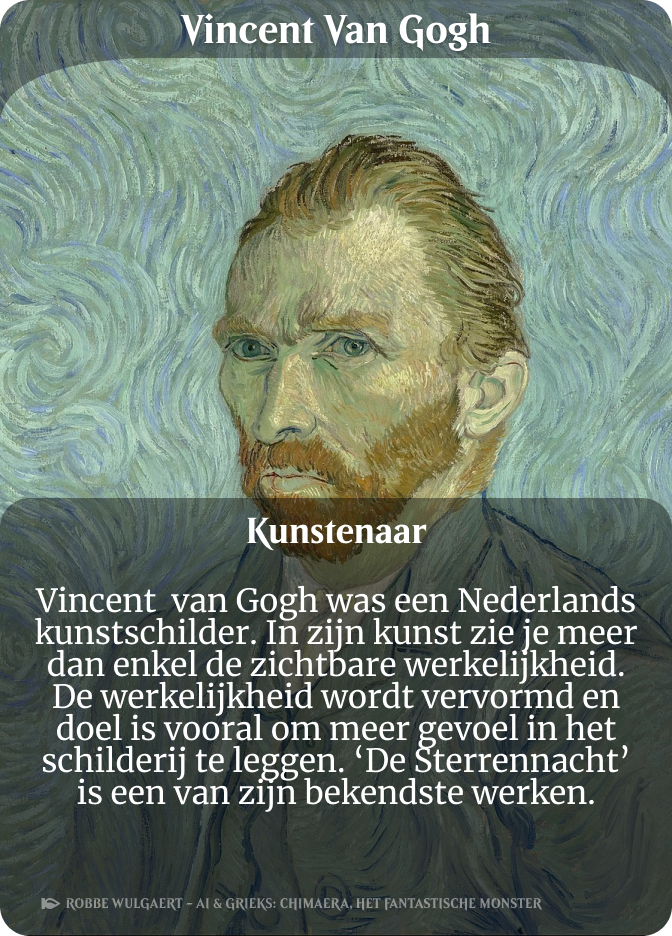 Vincent Van Gogh
Kunstenaar
Vincent  van Gogh was een Nederlands
kunstschilder. In zijn kunst zie je meer
dan enkel de zichtbare werkelijkheid.
De werkelijkheid wordt vervormd en
doel is vooral om meer gevoel in het
schilderij te leggen. ‘De Sterrennacht’
is een van zijn bekendste werken.
ROBBE WULGAERT – AI & GRIEKS: CHIMAERA, HET FANTASTISCHE MONSTER